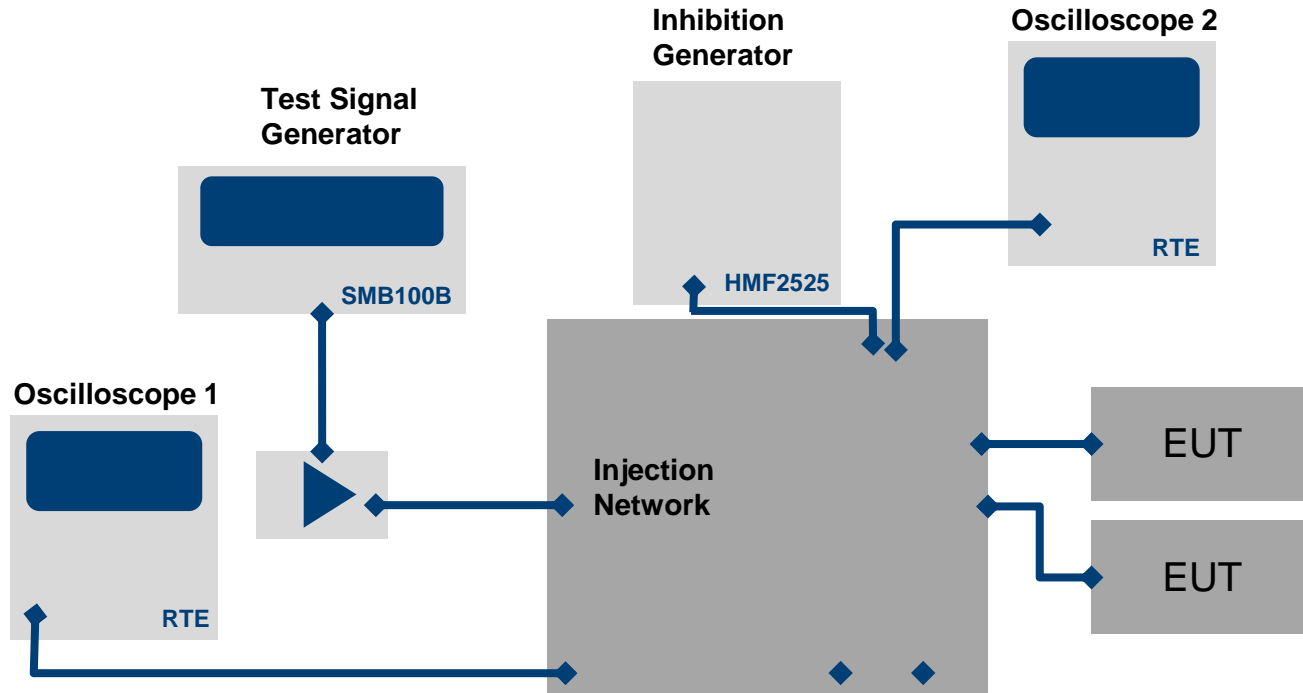 Inhibition
Generator
Oscilloscope 2
Test Signal
Generator
RTE
HMF2525
SMB100B
Oscilloscope 1
EUT
Injection
Network
EUT
RTE